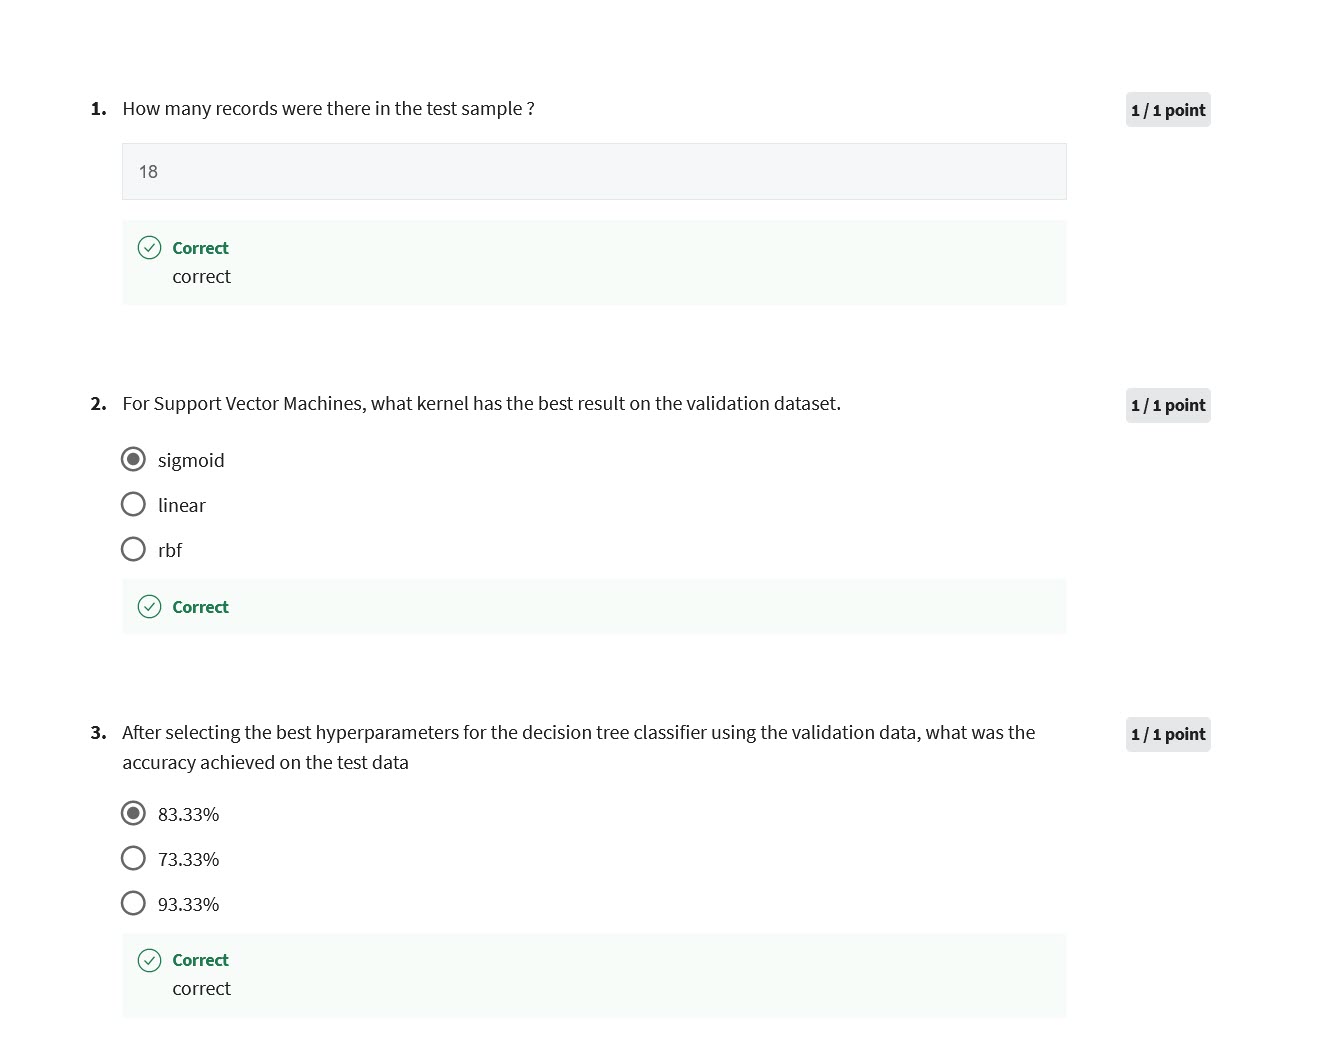 1. How many records were there in the test sample ?
1 / 1 point
18
Correct
correct
2. For Support Vector Machines, what kernel has the best result on the validation dataset.
1 / 1 point
sigmoid
linear
rbf
Correct
3. After selecting the best hyperparameters for the decision tree classifier using the validation data, what was the
accuracy achieved on the test data
1 / 1 point
83.33%
73.33%
93.33%
Correct
correct